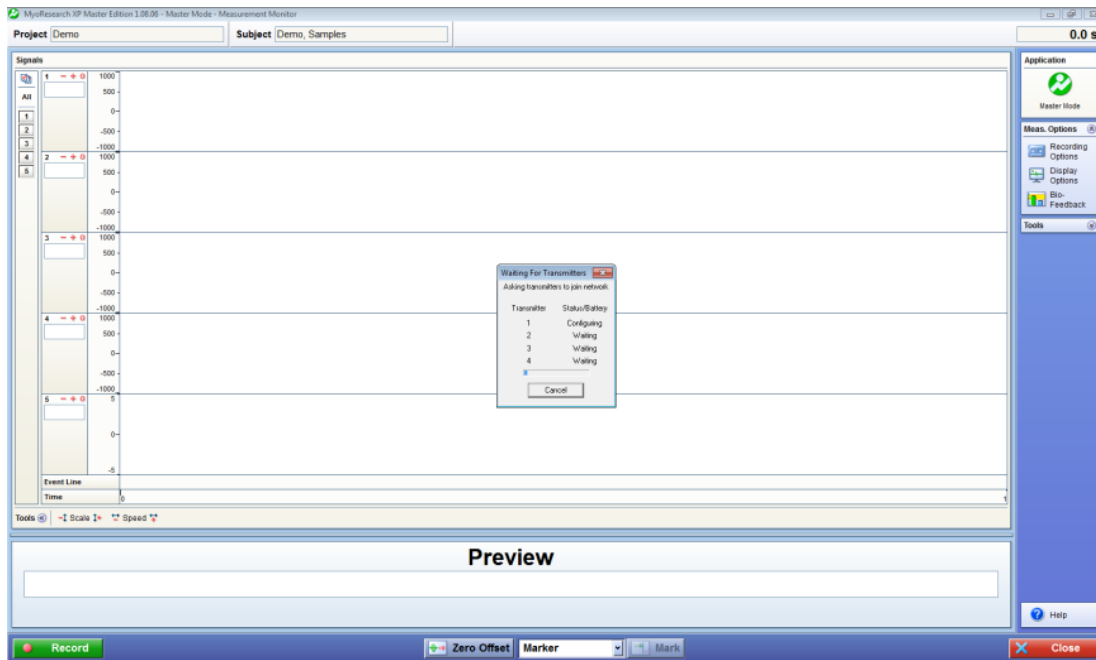 MyoResearch XP Master Edition 1.08.06 - Master Mode - Measurement Monitor
Project Demo Subject Demo, Samples 0.0 s
Signals
All
1
2
3
4
5
1 - + 0
1000
500
0
-500
-1000
2 - + 0
1000
500
0
-500
-1000
3 - + 0
1000
500
0
-500
-1000
4 - + 0
1000
500
0
-500
-1000
5 - + 0
5
0
-5
Event Line
Time 0 1
Tools Scale Speed
Waiting For Transmitters
Asking transmitters to join network
Transmitter Status/Battery
1 Configuring
2 Waiting
3 Waiting
4 Waiting
Cancel
Application
Master Mode
Meas. Options
Recording
Options
Display
Options
Bio-
Feedback
Tools
Preview
Help
Record Zero Offset Marker Mark Close